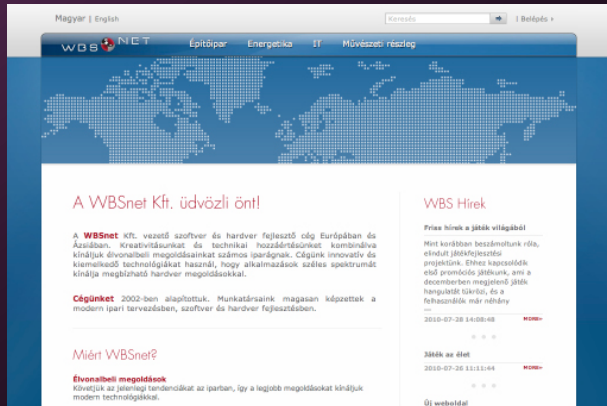 Magyar | English
Keresés
| Belépés ›
WBS NET
Építőipar Energetika IT Művészeti részleg
A WBSnet Kft. üdvözli önt!
A WBSnet Kft. vezető szoftver és hardver fejlesztő cég Európában és
Ázsiában. Kreativitásunkat és technikai hozzáértésünket kombinálva
kínáljuk élvonalbeli megoldásainkat számos iparágnak. Cégünk innovatív és
kiemelkedő technológiákat használ, hogy alkalmazások széles spektrumát
kínálja megbízható hardver megoldásokkal.
Cégünket 2002-ben alapítottuk. Munkatársaink magasan képzettek a
modern ipari tervezésben, szoftver és hardver fejlesztésben.
Miért WBSnet?
Élvonalbeli megoldások
Követjük az jelenlegi tendenciákat az iparban, így a legjobb megoldásokat kínáljuk
modern technológiákkal.
WBS Hírek
Friss hírek a játék világából
Mint korábban beszámoltunk róla,
elindult játékfejlesztési
projektünk. Ehhez kapcsolódik
első promóciós játékunk, ami a
decemberben megjelenő játék
hangulatát tükrözi, és a
felhasználók már néhány
...
2010-07-28 14:08:48 MORE»
Játék az élet
2010-07-26 11:11:44 MORE»
Új weboldal